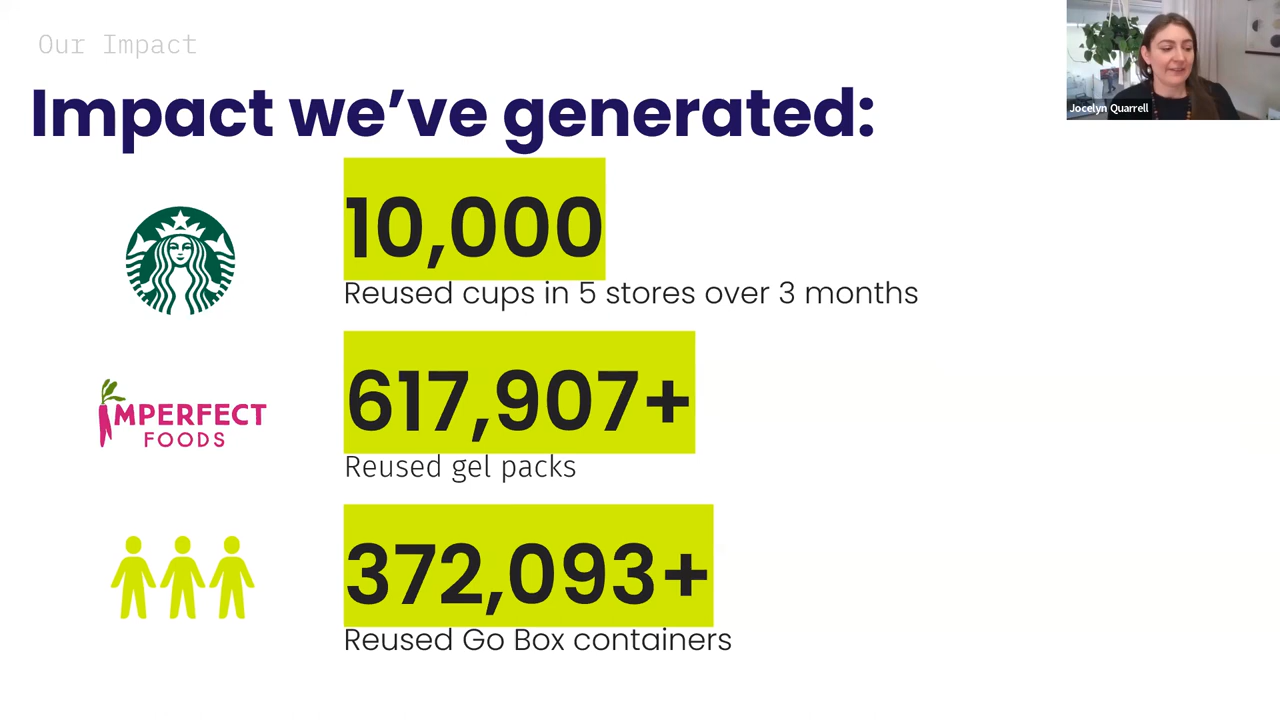 Our Impact
Impact we’ve generated:
Jocelyn Quarrell
10,000
Reused cups in 5 stores over 3 months
IMPERFECT
FOODS
617,907+
Reused gel packs
372,093+
Reused Go Box containers